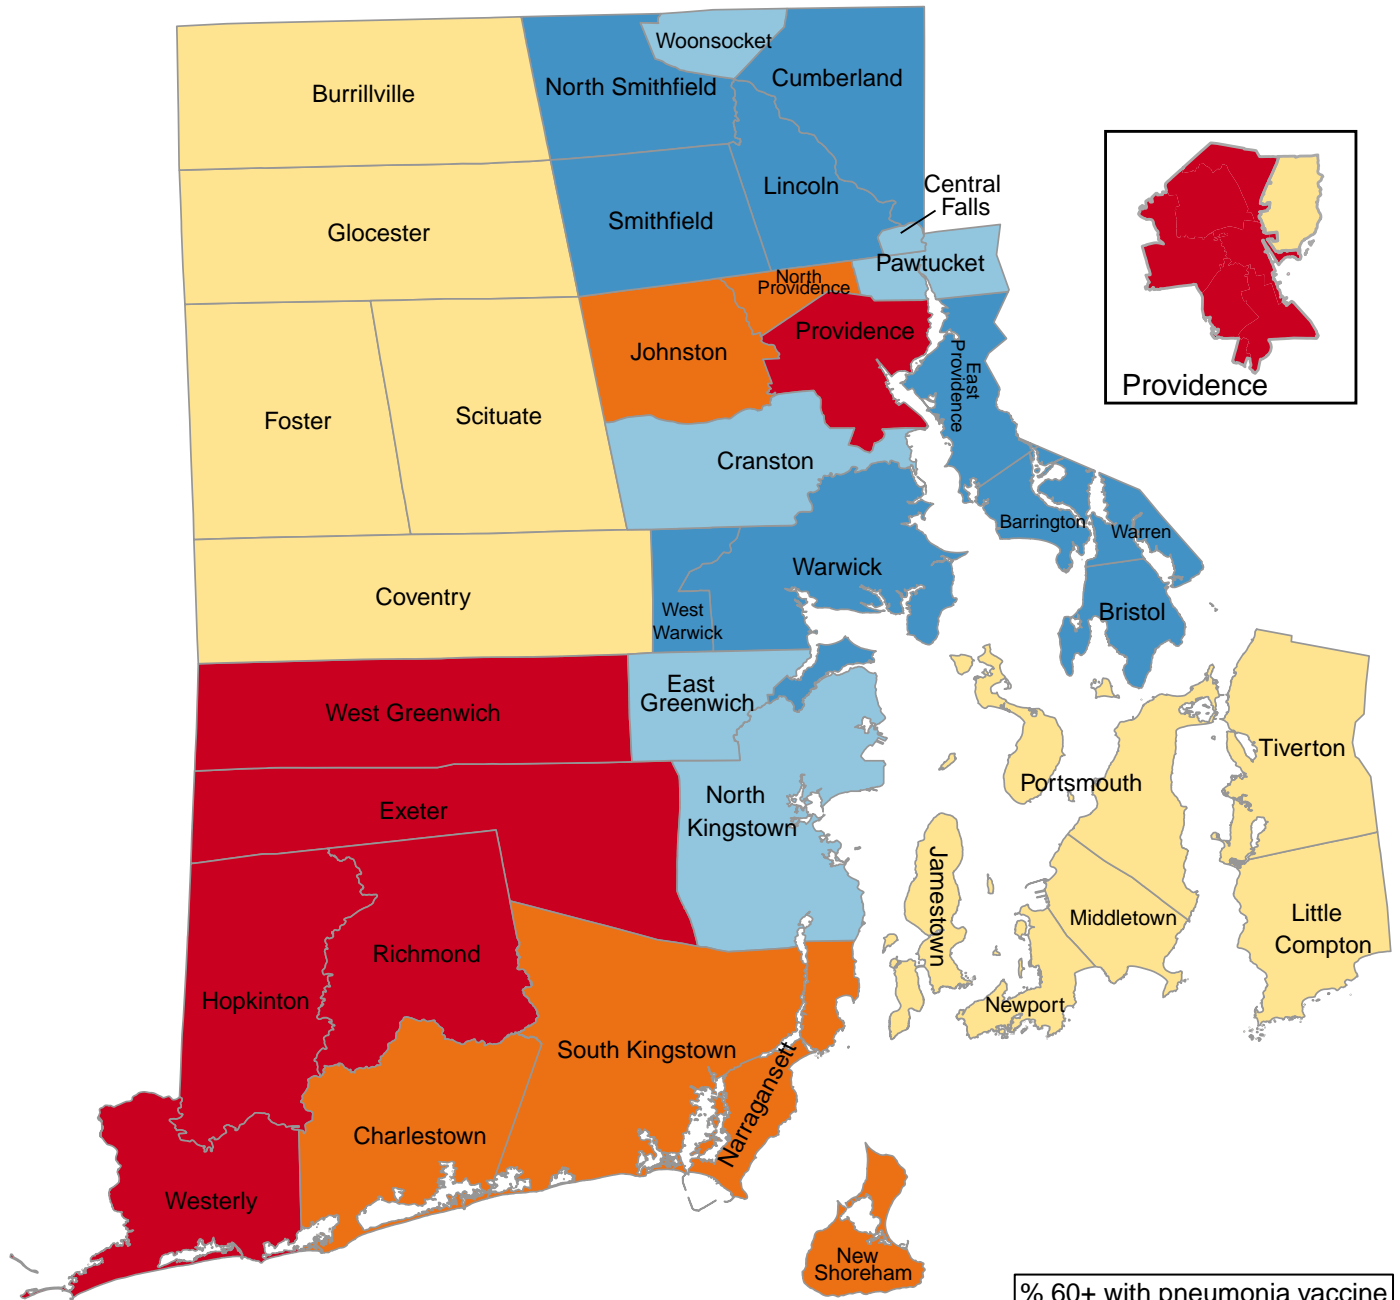 Woonsocket
Burrillville
North Smithfield
Cumberland
Central
Falls
Lincoln
Glocester
Smithfield
Pawtucket
North
Providence
Providence
Johnston
East
Providence
Providence
Foster
Scituate
Cranston
Barrington
Warren
Warwick
Coventry
West
Warwick
Bristol
East
Greenwich
West Greenwich
Tiverton
Portsmouth
North
Kingstown
Exeter
Jamestown
Middletown
Little
Compton
Richmond
Hopkinton
Newport
South Kingstown
Narragansett
Charlestown
Westerly
New
Shoreham
% 60+ with pneumonia vaccine